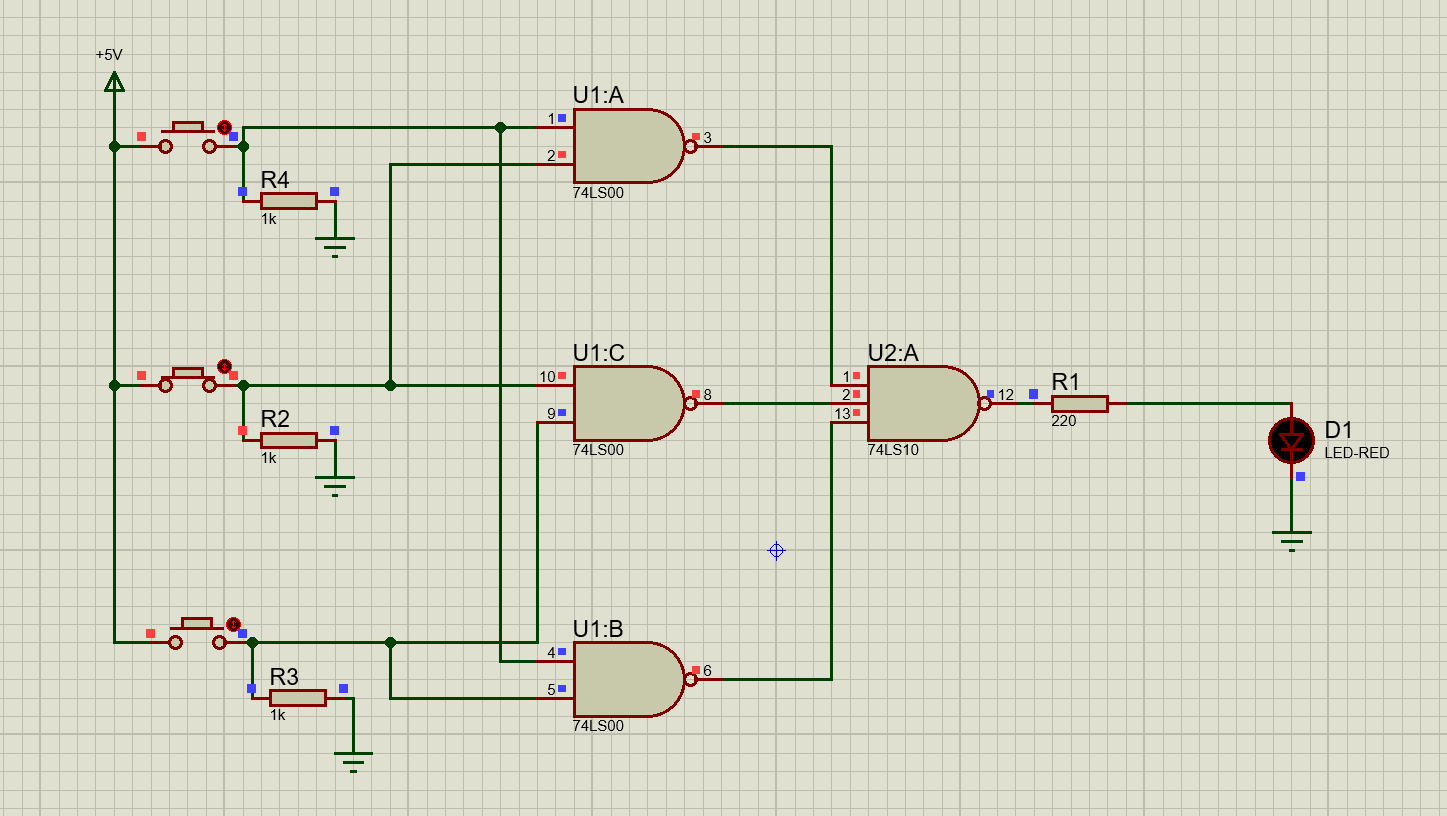 +5V
U1:A
1
2
3
74LS00
R4
1k
U1:C
10
9
8
74LS00
U2:A
1
2
13
12
74LS10
R1
220
D1
LED-RED
R2
1k
U1:B
4
5
6
74LS00
R3
1k